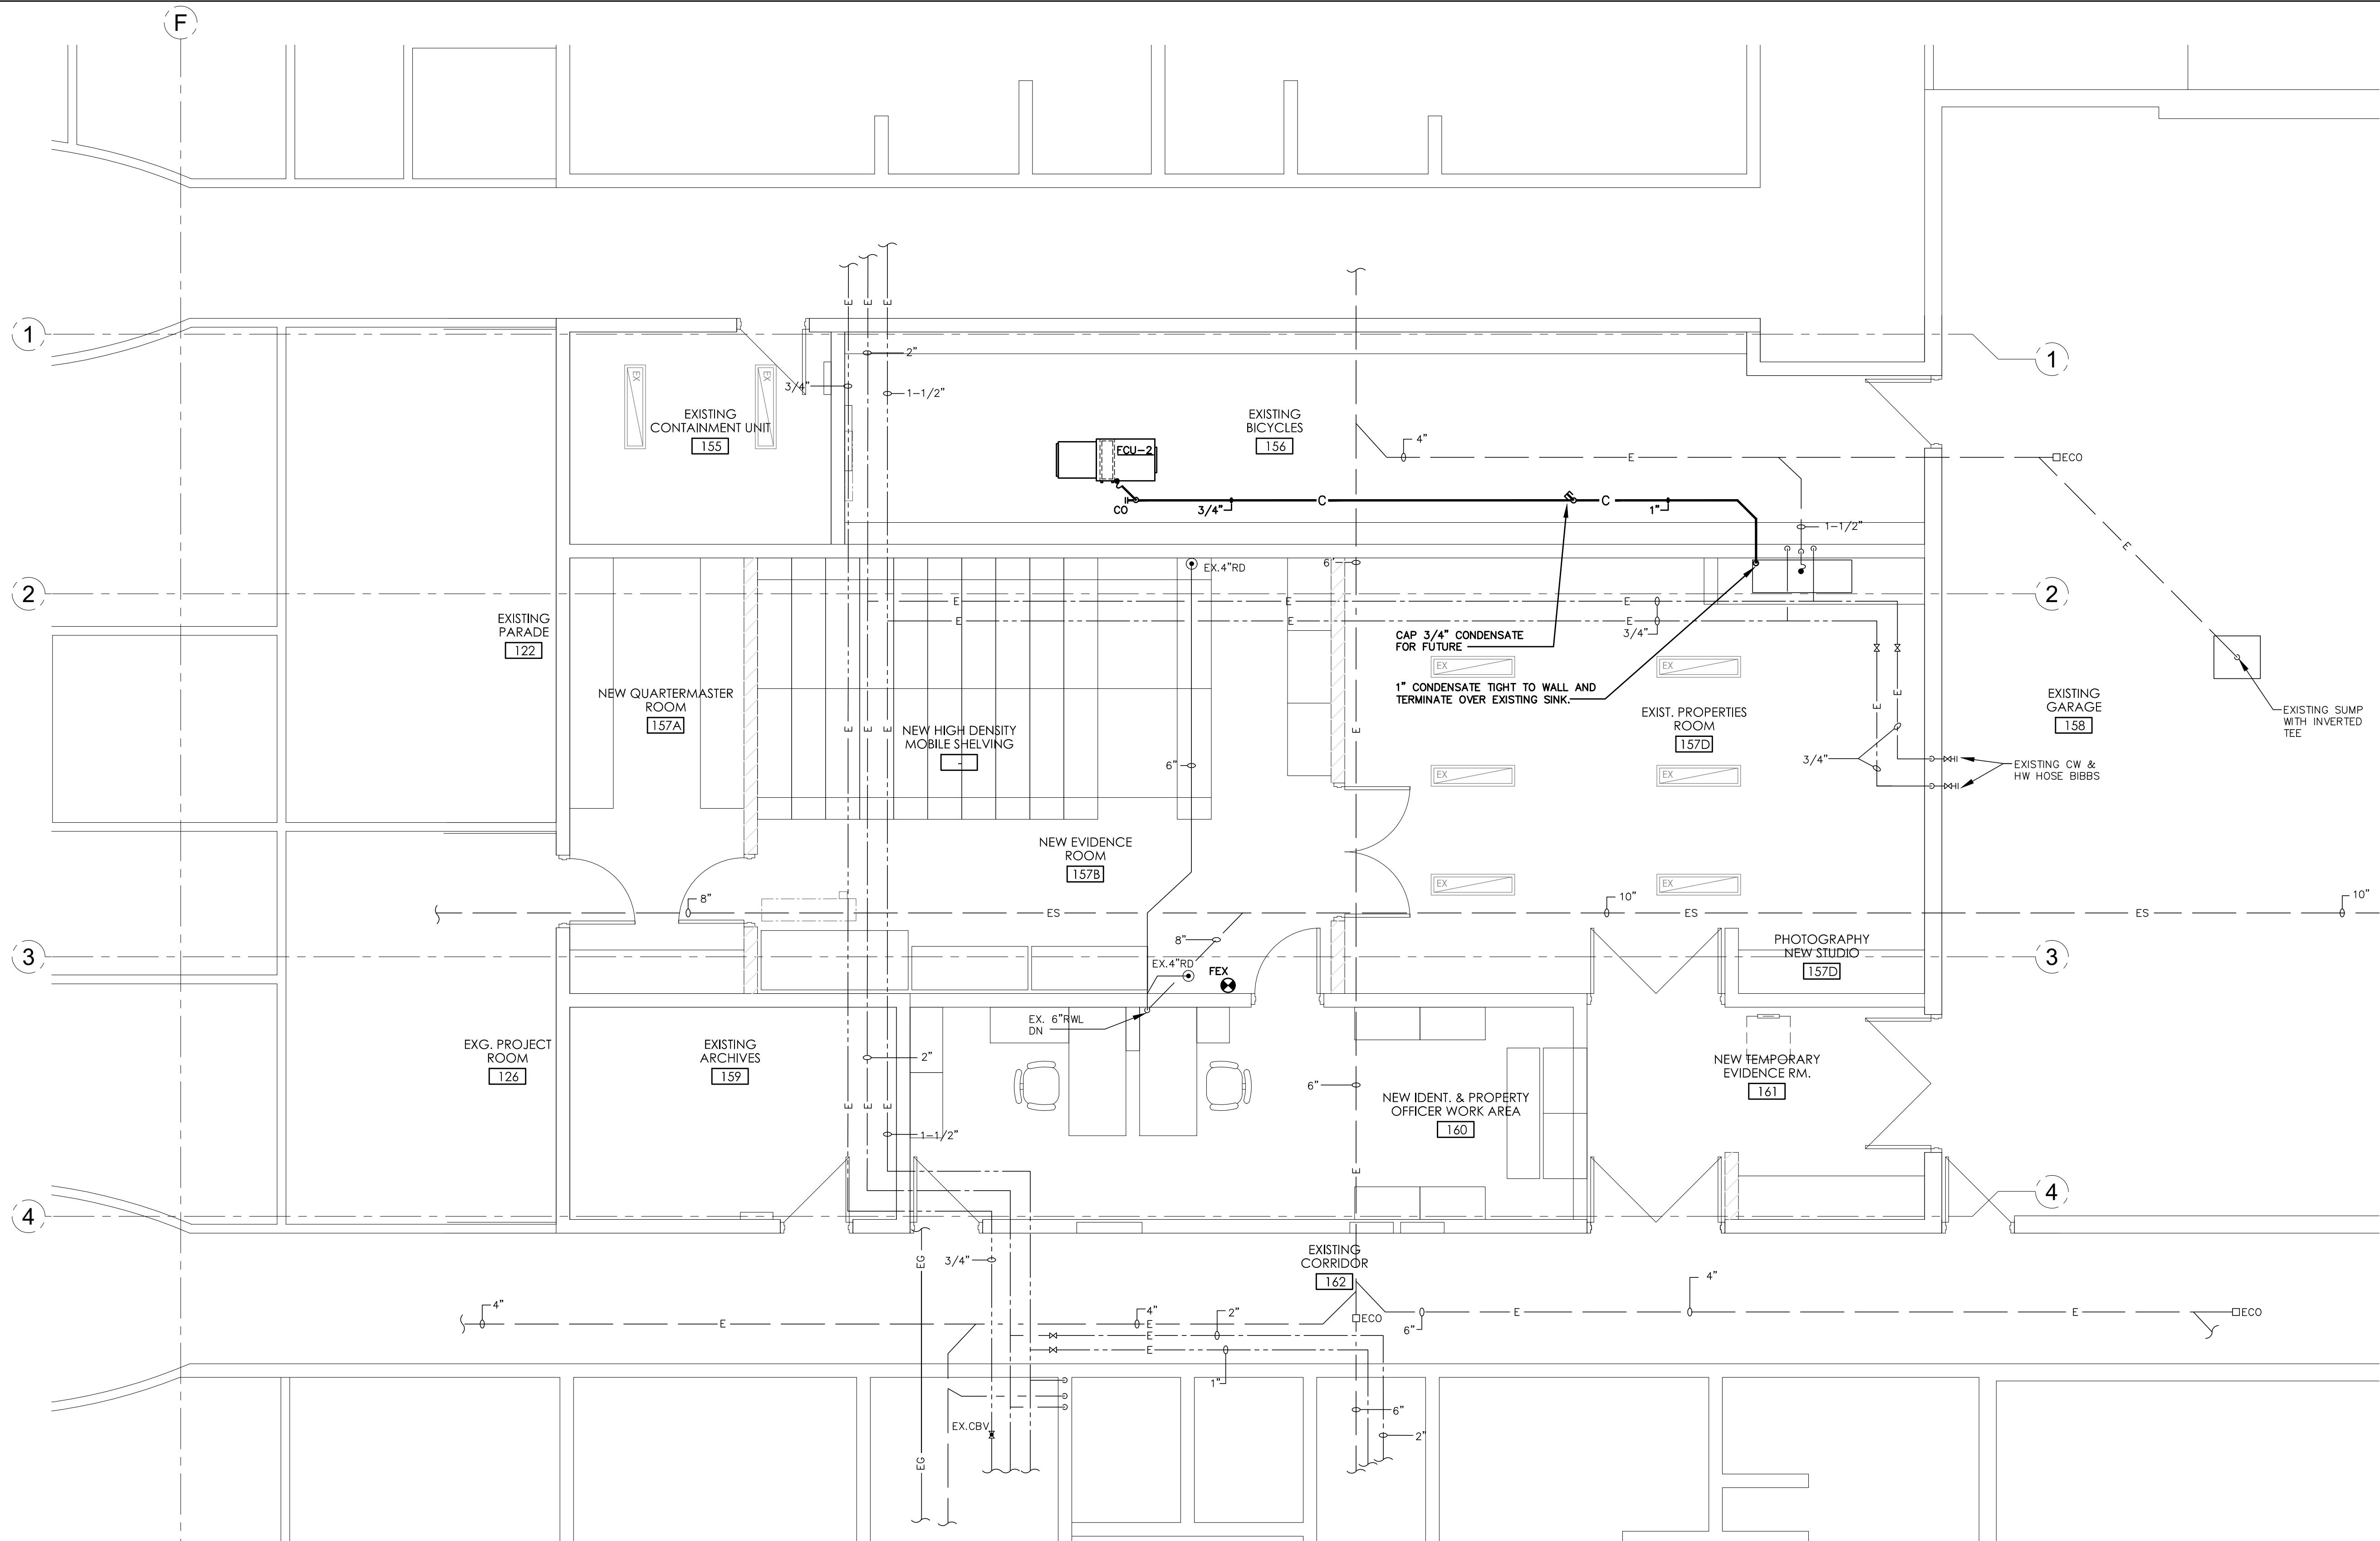 F
1
1
2"
3/4"
1-1/2"
E
E
E
EX
EX
EXISTING
CONTAINMENT UNIT
155
EXISTING
BICYCLES
156
4"
E
ECO
FCU-2
CO
3/4"
C
C
1"
1-1/2"
E
6"
EX.4"RD
2
2
E
E
E
E
E
E
3/4"
EXISTING
PARADE
122
CAP 3/4" CONDENSATE
FOR FUTURE
EX
EX
1" CONDENSATE TIGHT TO WALL AND
TERMINATE OVER EXISTING SINK.
NEW QUARTERMASTER
ROOM
157A
E
E
E
NEW HIGH DENSITY
MOBILE SHELVING
-
E
EXIST. PROPERTIES
ROOM
157D
E
E
EXISTING
GARAGE
158
EXISTING SUMP
WITH INVERTED
TEE
6"
EX
EX
3/4"
EXISTING CW &
HW HOSE BIBBS
NEW EVIDENCE
ROOM
157B
EX
EX
8"
ES
10"
ES
ES
10"
3
8"
EX.4"RD
FEX
PHOTOGRAPHY
NEW STUDIO
157D
3
EX. 6"RWL
DN
EXG. PROJECT
ROOM
126
EXISTING
ARCHIVES
159
2"
E
E
E
1-1/2"
6"
NEW IDENT. & PROPERTY
OFFICER WORK AREA
160
NEW TEMPORARY
EVIDENCE RM.
161
E
4
4
EG
3/4"
EXISTING
CORRIDOR
162
4"
E
4"
E
2"
E
E
1"
ECO
6"
E
4"
E
ECO
EX.CBV
EG
6"
2"